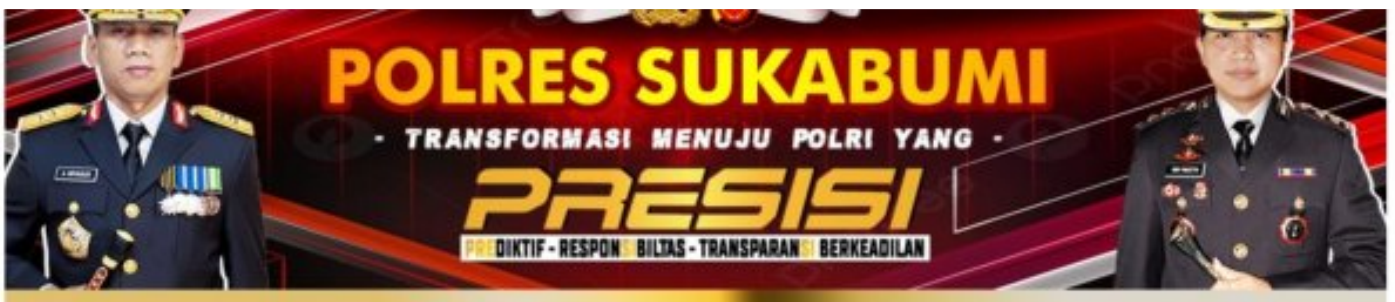 POLRES SUKABUMI
- TRANSFORMASI MENUJU POLRI YANG -
PRESISI
PREDIKTIF - RESPONSIBILTAS - TRANSPARANSI BERKEADILAN